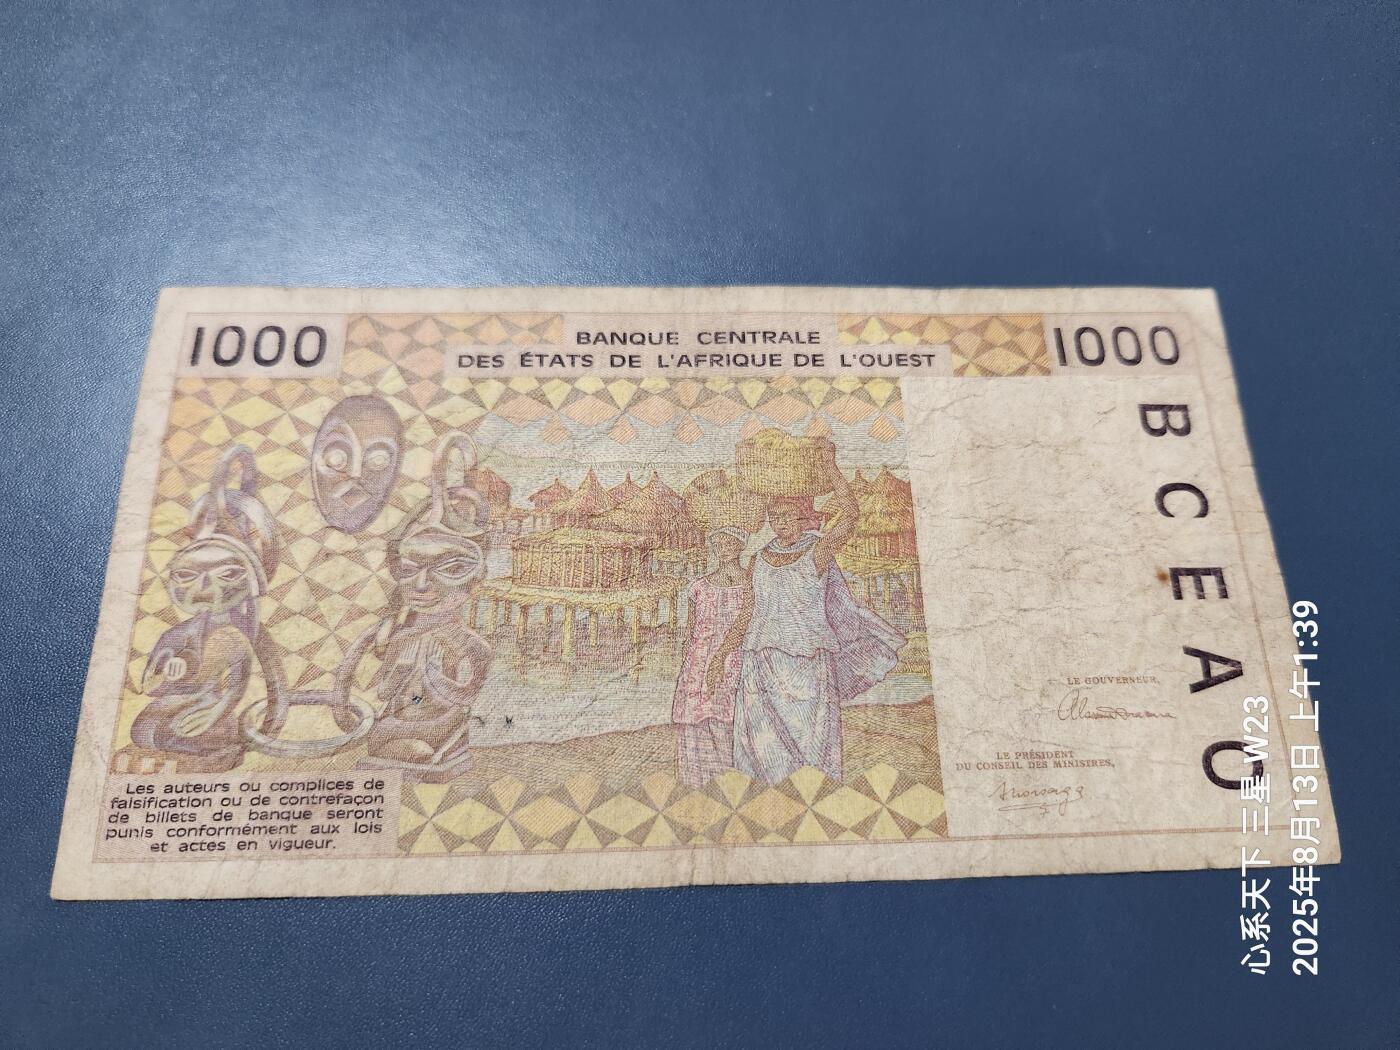 1000
BANQUE CENTRALE
DES ÉTATS DE L'AFRIQUE DE L'OUEST
1000
BCEAO
LE GOUVERNEUR,
LE PRÉSIDENT
DU CONSEIL DES MINISTRES,
Les auteurs ou complices de
falsification ou de contrefaçon
de billets de banque seront
punis conformément aux lois
et actes en vigueur.
心系天下 三星 W23
2025年8月13日 上午1:39